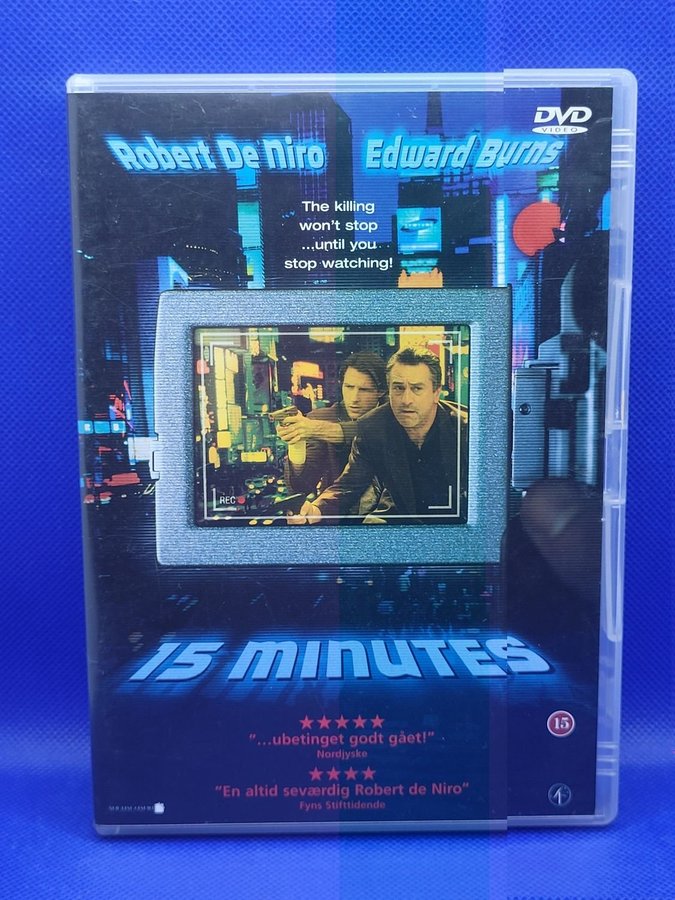 DVD
VIDEO
Robert De Niro Edward Burns
The killing
won't stop
...until you
stop watching!
REC
15 MINUTES
★★★★★
"...ubetinget godt gået!"
Nordjyske
15
★★★★
"En altid seværdig Robert de Niro"
Fyns Stifttidende